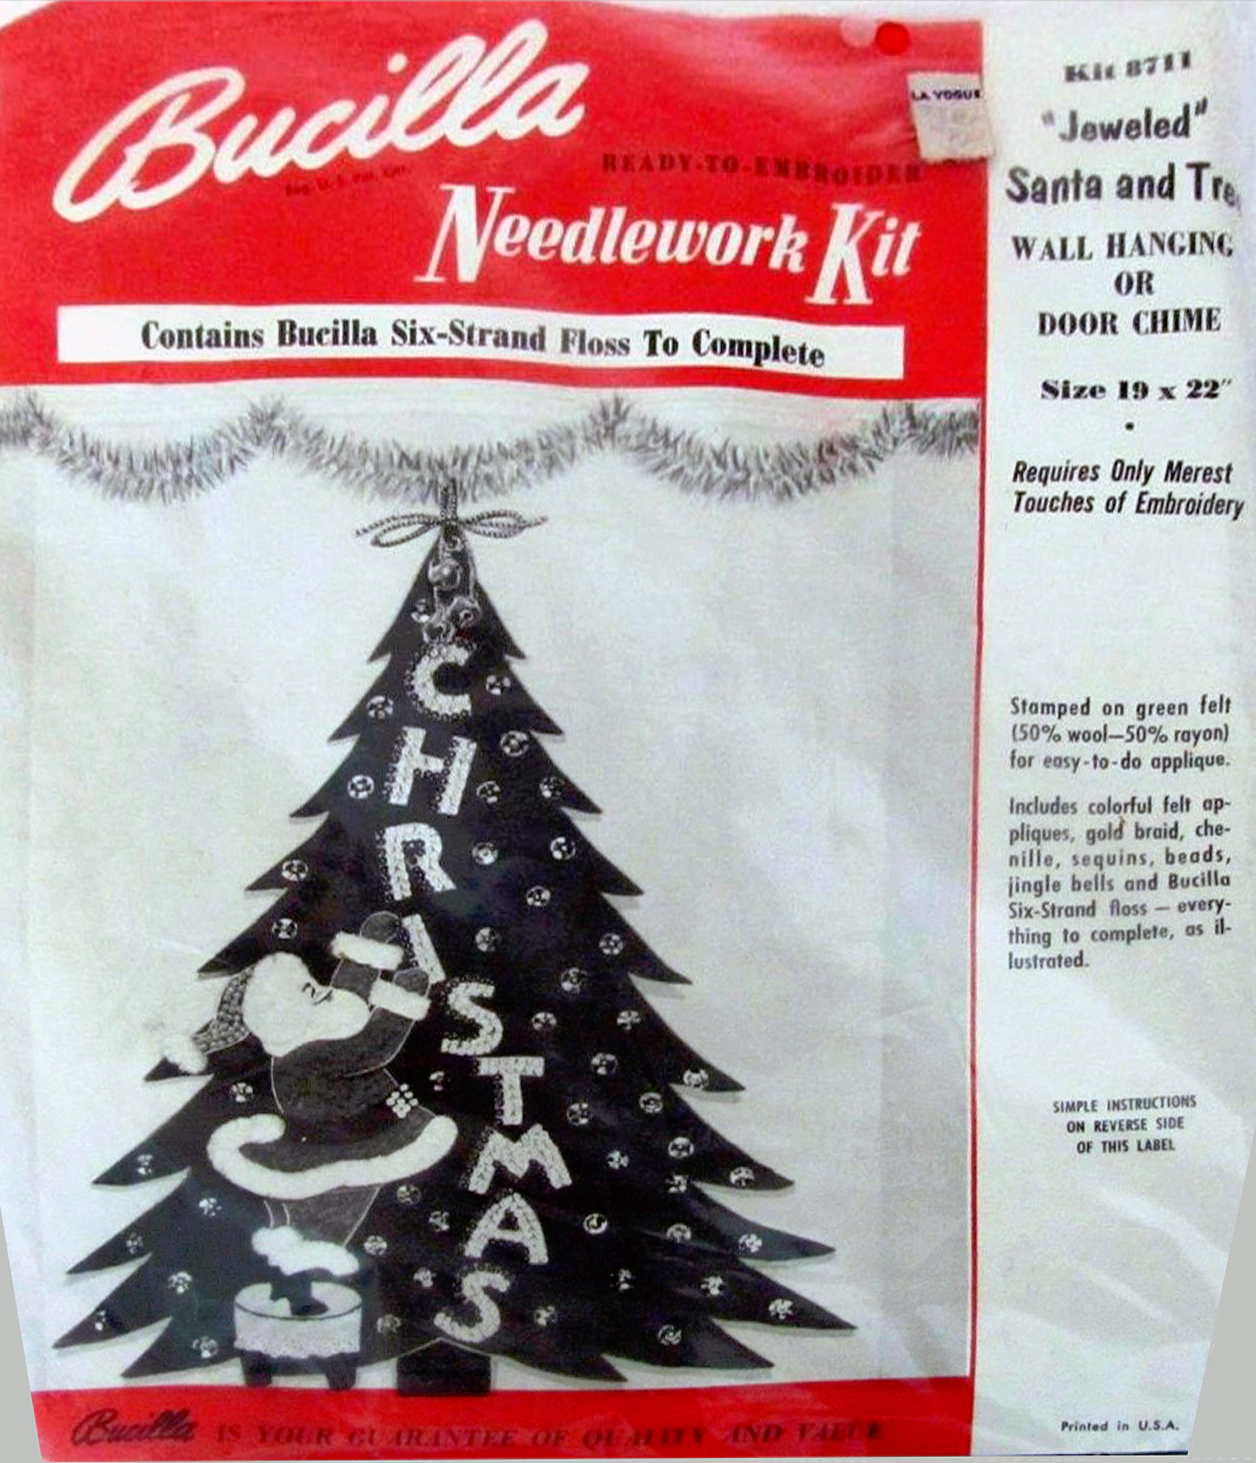 Bucilla
Reg. U. S. Pat. Off.
READY-TO-EMBROIDER
Needlework Kit
Contains Bucilla Six-Strand Floss To Complete
LA VOGUE
CHRISTMAS
Bucilla IS YOUR GUARANTEE OF QUALITY AND VALUE
Kit 8711
"Jeweled"
Santa and Tree
WALL HANGING
OR
DOOR CHIME
Size 19 x 22"
•
Requires Only Merest
Touches of Embroidery
Stamped on green felt
(50% wool—50% rayon)
for easy-to-do applique.
Includes colorful felt ap-
pliques, gold braid, che-
nille, sequins, beads,
jingle bells and Bucilla
Six-Strand floss — every-
thing to complete, as il-
lustrated.
SIMPLE INSTRUCTIONS
ON REVERSE SIDE
OF THIS LABEL
Printed in U.S.A.